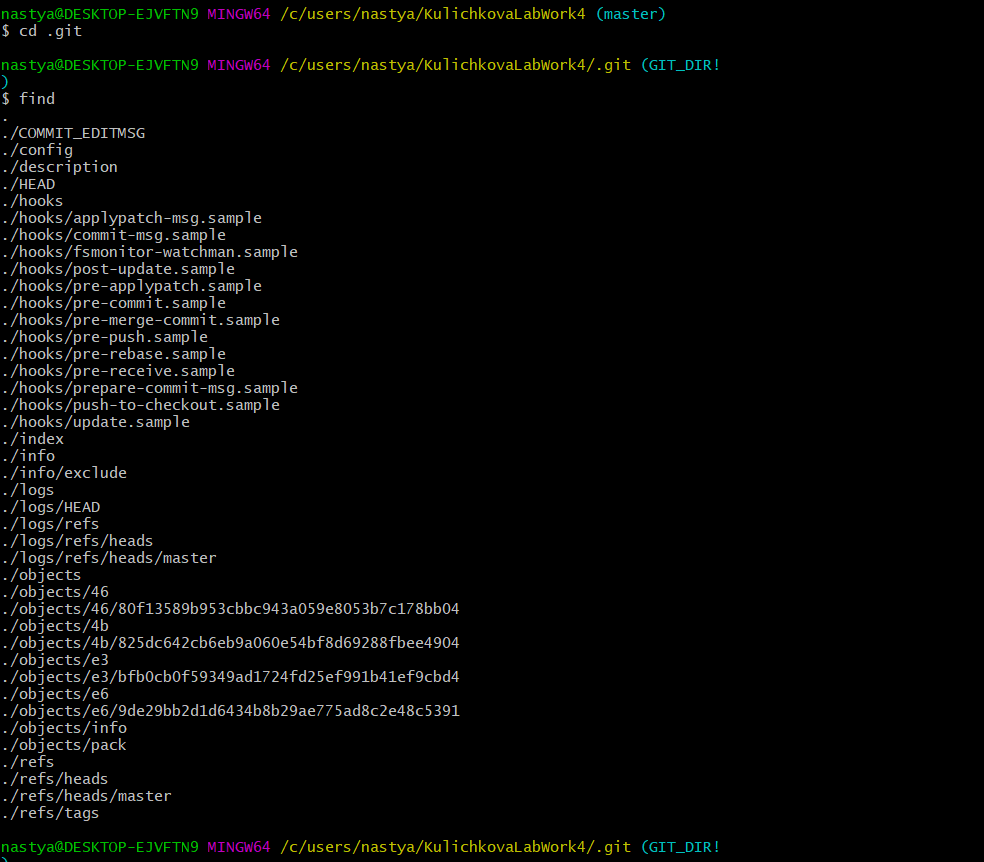 nastya@DESKTOP-EJVFTN9 MINGW64 /c/users/nastya/KulichkovaLabWork4 (master)
$ cd .git
nastya@DESKTOP-EJVFTN9 MINGW64 /c/users/nastya/KulichkovaLabWork4/.git (GIT_DIR!
)
$ find
.
./COMMIT_EDITMSG
./config
./description
./HEAD
./hooks
./hooks/applypatch-msg.sample
./hooks/commit-msg.sample
./hooks/fsmonitor-watchman.sample
./hooks/post-update.sample
./hooks/pre-applypatch.sample
./hooks/pre-commit.sample
./hooks/pre-merge-commit.sample
./hooks/pre-push.sample
./hooks/pre-rebase.sample
./hooks/pre-receive.sample
./hooks/prepare-commit-msg.sample
./hooks/push-to-checkout.sample
./hooks/update.sample
./index
./info
./info/exclude
./logs
./logs/HEAD
./logs/refs
./logs/refs/heads
./logs/refs/heads/master
./objects
./objects/46
./objects/46/80f13589b953cbbc943a059e8053b7c178bb04
./objects/4b
./objects/4b/825dc642cb6eb9a060e54bf8d69288fbee4904
./objects/e3
./objects/e3/bfb0cb0f59349ad1724fd25ef991b41ef9cbd4
./objects/e6
./objects/e6/9de29bb2d1d6434b8b29ae775ad8c2e48c5391
./objects/info
./objects/pack
./refs
./refs/heads
./refs/heads/master
./refs/tags
nastya@DESKTOP-EJVFTN9 MINGW64 /c/users/nastya/KulichkovaLabWork4/.git (GIT_DIR!
)